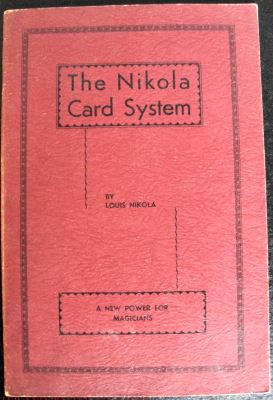 The Nikola
Card System
BY
LOUIS NIKOLA
A NEW POWER FOR
MAGICIANS